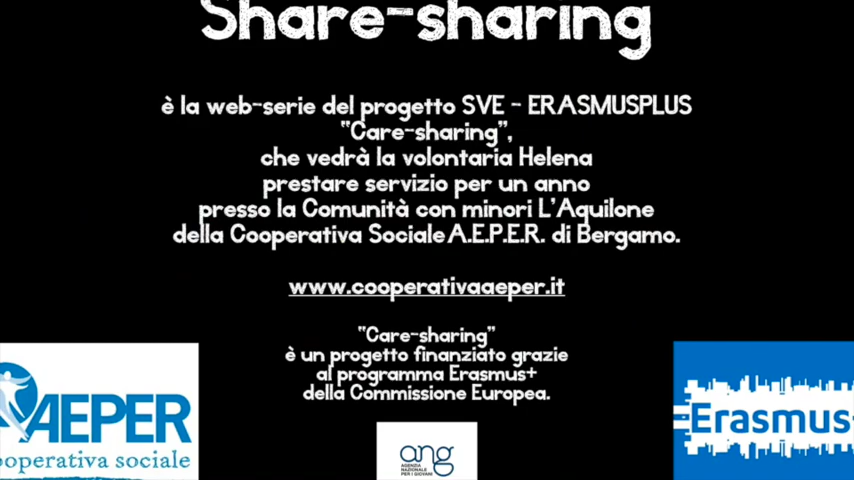 Share-sharing
è la web-serie del progetto SVE - ERASMUSPLUS
"Care-sharing",
che vedrà la volontaria Helena
prestare servizio per un anno
presso la Comunità con minori L'Aquilone
della Cooperativa Sociale A.E.P.E.R. di Bergamo.
www.cooperativaaeper.it
"Care-sharing"
è un progetto finanziato grazie
al programma Erasmus+
della Commissione Europea.
AEPER
ooperativa sociale
ang
AGENZIA
NAZIONALE
PER I GIOVANI
Erasmus+